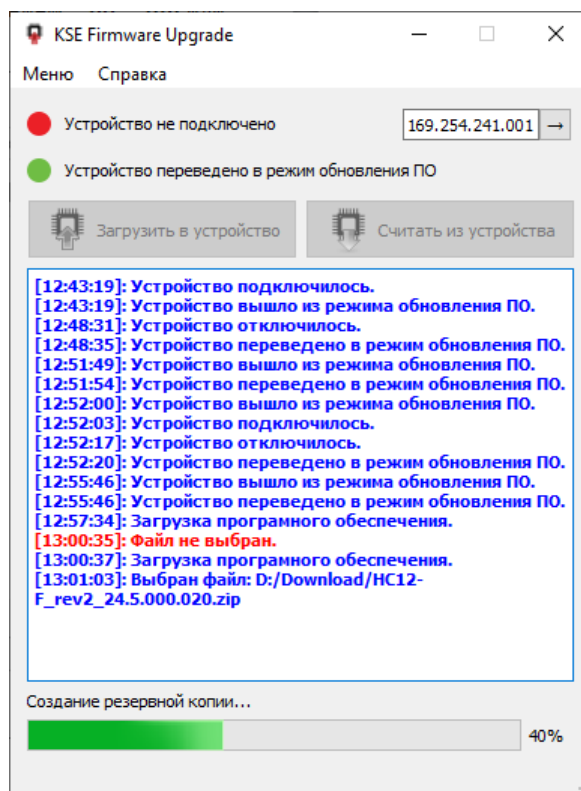 KSE Firmware Upgrade
Меню Справка
Устройство не подключено 169.254.241.001 →
Устройство переведено в режим обновления ПО
Загрузить в устройство Считать из устройства
[12:43:19]: Устройство подключилось.
[12:43:19]: Устройство вышло из режима обновления ПО.
[12:48:31]: Устройство отключилось.
[12:48:35]: Устройство переведено в режим обновления ПО.
[12:51:49]: Устройство вышло из режима обновления ПО.
[12:51:54]: Устройство переведено в режим обновления ПО.
[12:52:00]: Устройство вышло из режима обновления ПО.
[12:52:03]: Устройство подключилось.
[12:52:17]: Устройство отключилось.
[12:52:20]: Устройство переведено в режим обновления ПО.
[12:55:46]: Устройство вышло из режима обновления ПО.
[12:55:46]: Устройство переведено в режим обновления ПО.
[12:57:34]: Загрузка програмного обеспечения.
[13:00:35]: Файл не выбран.
[13:00:37]: Загрузка програмного обеспечения.
[13:01:03]: Выбран файл: D:/Download/HC12-
F_rev2_24.5.000.020.zip
Создание резервной копии...
40%